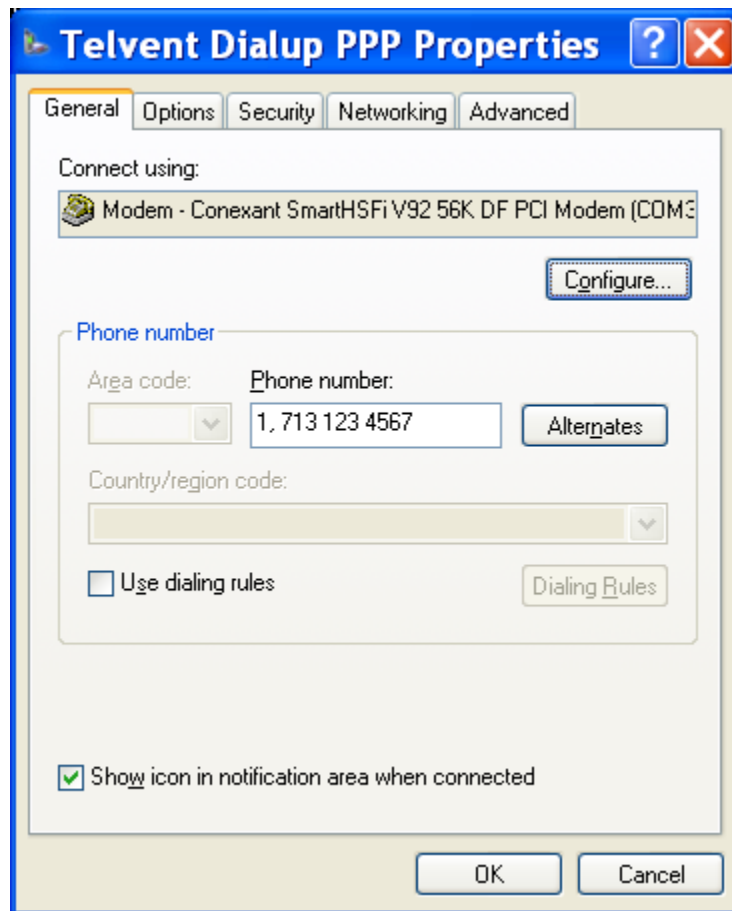 Telvent Dialup PPP Properties
General Options Security Networking Advanced
Connect using:
Modem - Conexant SmartHSFi V92 56K DF PCI Modem (COM3
Configure...
Phone number
Area code: Phone number:
1, 713 123 4567 Alternates
Country/region code:
Use dialing rules Dialing Rules
Show icon in notification area when connected
OK Cancel